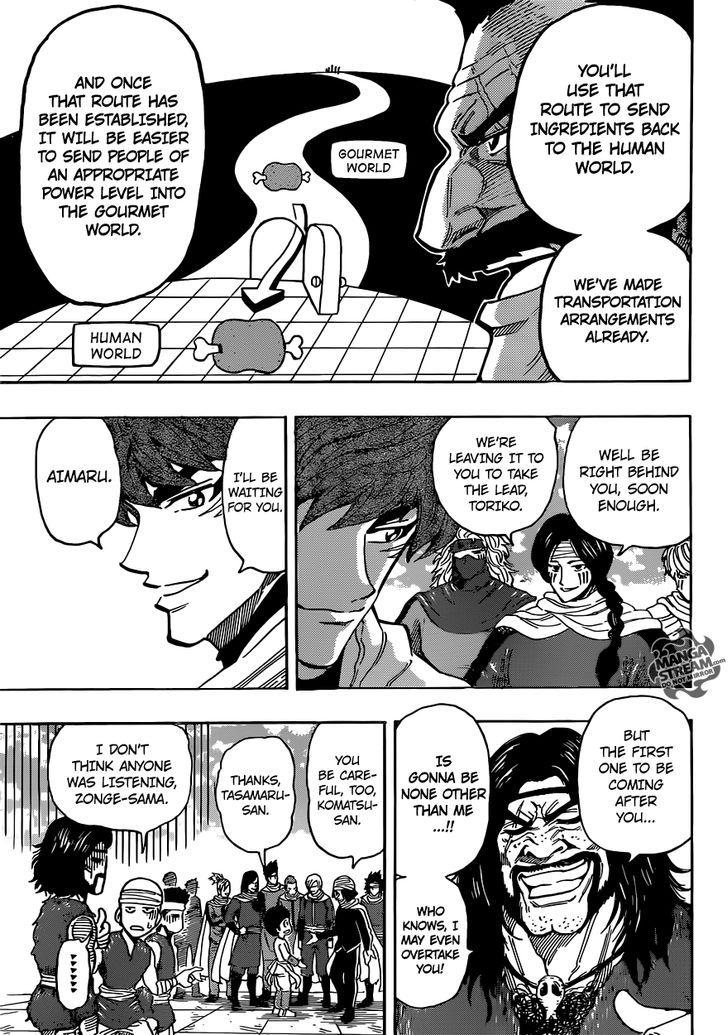 YOU'LL
USE THAT
ROUTE TO SEND
INGREDIENTS BACK
TO THE HUMAN
WORLD.
WE'VE MADE
TRANSPORTATION
ARRANGEMENTS
ALREADY.
AND ONCE
THAT ROUTE HAS
BEEN ESTABLISHED,
IT WILL BE EASIER
TO SEND PEOPLE OF
AN APPROPRIATE
POWER LEVEL INTO
THE GOURMET
WORLD.
GOURMET
WORLD
HUMAN
WORLD
WELL BE
RIGHT BEHIND
YOU, SOON
ENOUGH.
WE'RE
LEAVING IT TO
YOU TO TAKE
THE LEAD,
TORIKO.
I'LL BE
WAITING
FOR YOU.
AIMARU.
MANGA
STREAM.com
DO NOT MIRROR
BUT
THE FIRST
ONE TO BE
COMING
AFTER
YOU...
IS
GONNA BE
NONE OTHER
THAN ME
...!!
WHO
KNOWS, I
MAY EVEN
OVERTAKE
YOU!
YOU
BE CARE-
FUL, TOO,
KOMATSU-
SAN.
THANKS,
TASAMARU-
SAN.
I DON'T
THINK ANYONE
WAS LISTENING,
ZONGE-SAMA.